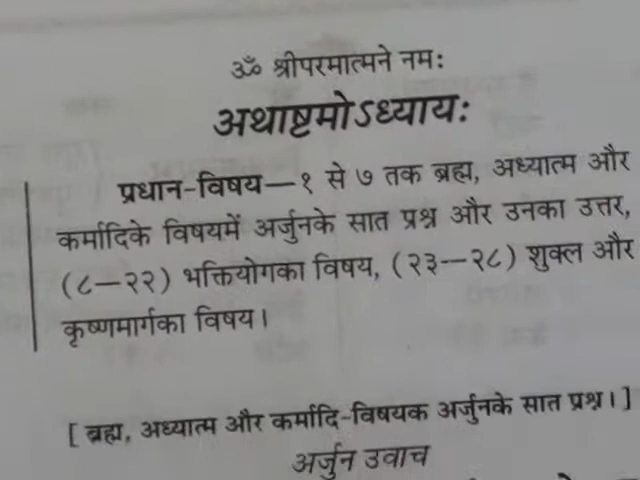 ॐ श्रीपरमात्मने नमः
अथाष्टमोऽध्यायः
प्रधान-विषय—१ से ७ तक ब्रह्म, अध्यात्म और
कर्मादिके विषयमें अर्जुनके सात प्रश्न और उनका उत्तर,
(८—२२) भक्तियोगका विषय, (२३—२८) शुक्ल और
कृष्णमार्गका विषय।
[ ब्रह्म, अध्यात्म और कर्मादि-विषयक अर्जुनके सात प्रश्न। ]
अर्जुन उवाच